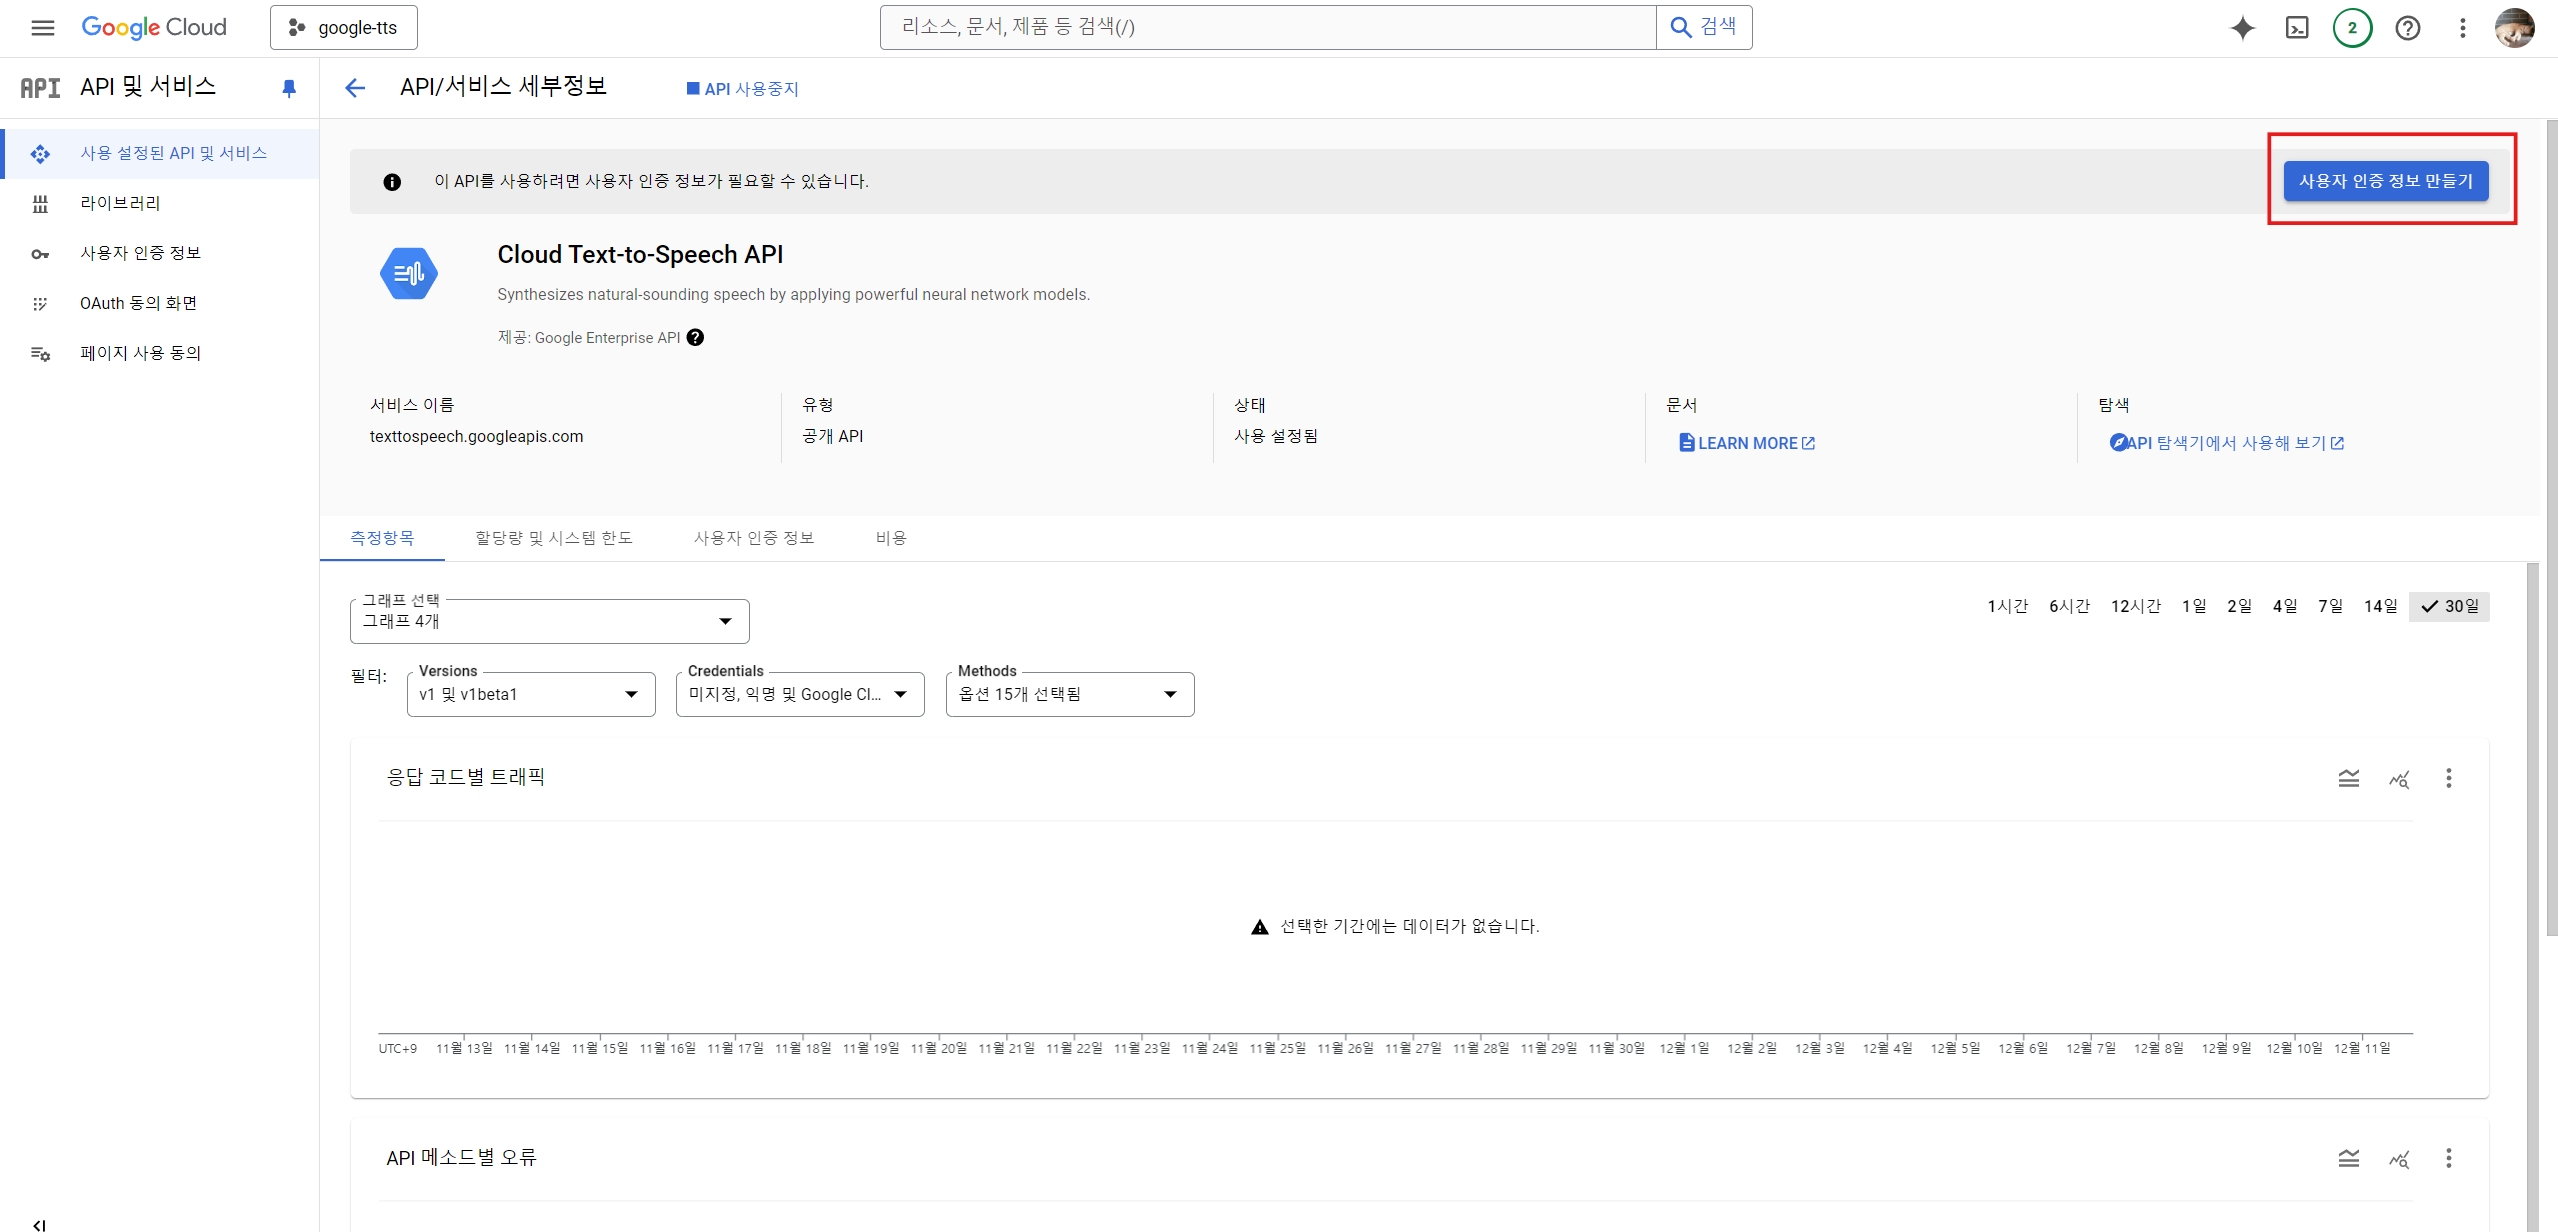 Google Cloud
google-tts
리소스, 문서, 제품 등 검색(/)
검색
2
API API 및 서비스
API/서비스 세부정보
API 사용중지
사용 설정된 API 및 서비스
라이브러리
사용자 인증 정보
OAuth 동의 화면
페이지 사용 동의
이 API를 사용하려면 사용자 인증 정보가 필요할 수 있습니다.
사용자 인증 정보 만들기
Cloud Text-to-Speech API
Synthesizes natural-sounding speech by applying powerful neural network models.
제공: Google Enterprise API
서비스 이름
texttospeech.googleapis.com
유형
공개 API
상태
사용 설정됨
문서
LEARN MORE
탐색
API 탐색기에서 사용해 보기
측정항목 할당량 및 시스템 한도 사용자 인증 정보 비용
그래프 선택
그래프 4개
1시간 6시간 12시간 1일 2일 4일 7일 14일 30일
필터:
Versions
v1 및 v1beta1
Credentials
미지정, 익명 및 Google Cl...
Methods
옵션 15개 선택됨
응답 코드별 트래픽
선택한 기간에는 데이터가 없습니다.
UTC+9 11월 13일 11월 14일 11월 15일 11월 16일 11월 17일 11월 18일 11월 19일 11월 20일 11월 21일 11월 22일 11월 23일 11월 24일 11월 25일 11월 26일 11월 27일 11월 28일 11월 29일 11월 30일 12월 1일 12월 2일 12월 3일 12월 4일 12월 5일 12월 6일 12월 7일 12월 8일 12월 9일 12월 10일 12월 11일
API 메소드별 오류